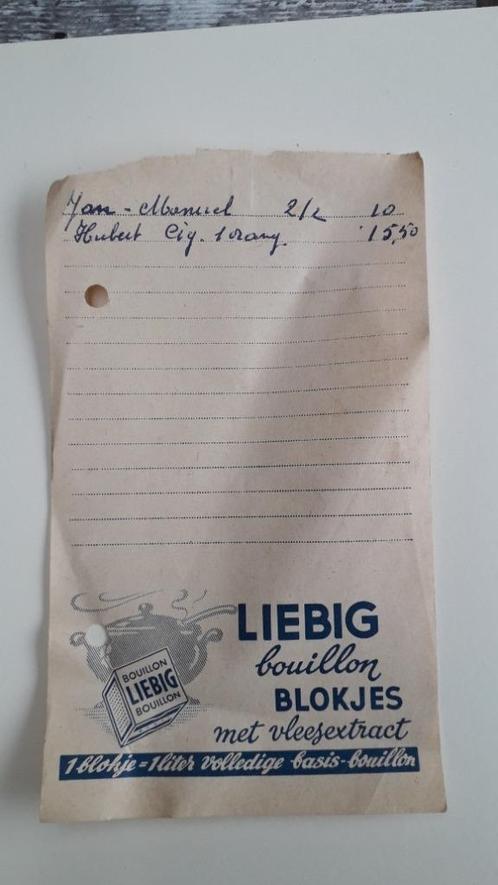 Jan - Manuel 2/2 10
Hubert Cig. 1 orang. 15,50
BOUILLON
LIEBIG
BOUILLON
LIEBIG
bouillon
BLOKJES
met vleesextract
1 blokje = 1 liter volledige basis-bouillon